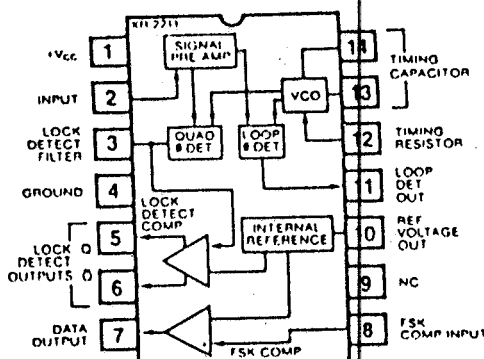 XR-2211
+Vcc
1
SIGNAL
PRE AMP
14
TIMING
CAPACITOR
INPUT
2
VCO
13
LOCK
DETECT
FILTER
3
QUAD
Ø DET
LOOP
Ø DET
12
TIMING
RESISTOR
GROUND
4
11
LOOP
DET
OUT
LOCK
DETECT
COMP
INTERNAL
REFERENCE
10
REF
VOLTAGE
OUT
LOCK
DETECT
OUTPUTS
Q
5
Q̅
6
9
NC
DATA
OUTPUT
7
8
FSK
COMP INPUT
FSK COMP